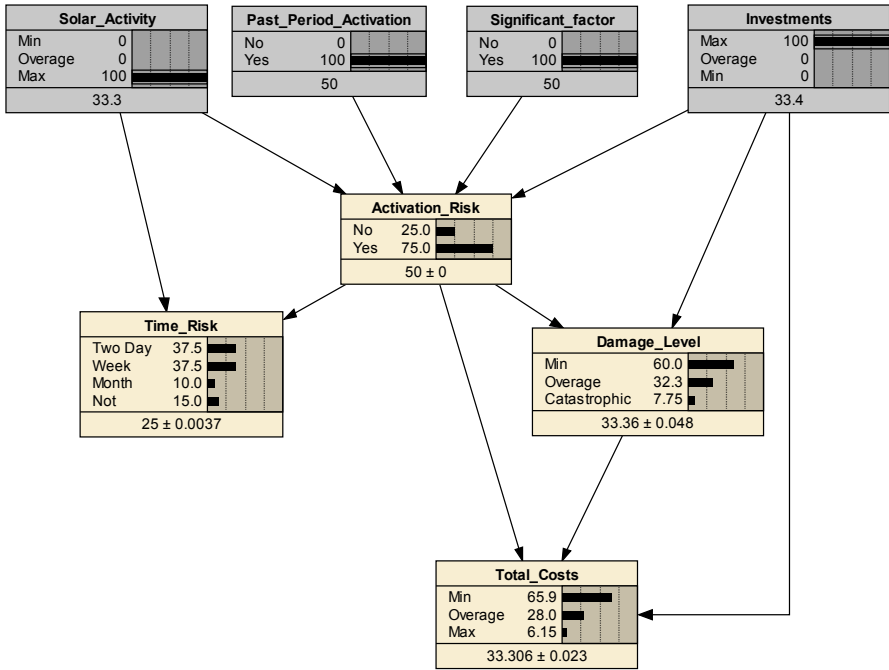 Solar_Activity
Min 0
Overage 0
Max 100
33.3
Past_Period_Activation
No 0
Yes 100
50
Significant_factor
No 0
Yes 100
50
Investments
Max 100
Overage 0
Min 0
33.4
Activation_Risk
No 25.0
Yes 75.0
50 ± 0
Time_Risk
Two Day 37.5
Week 37.5
Month 10.0
Not 15.0
25 ± 0.0037
Damage_Level
Min 60.0
Overage 32.3
Catastrophic 7.75
33.36 ± 0.048
Total_Costs
Min 65.9
Overage 28.0
Max 6.15
33.306 ± 0.023